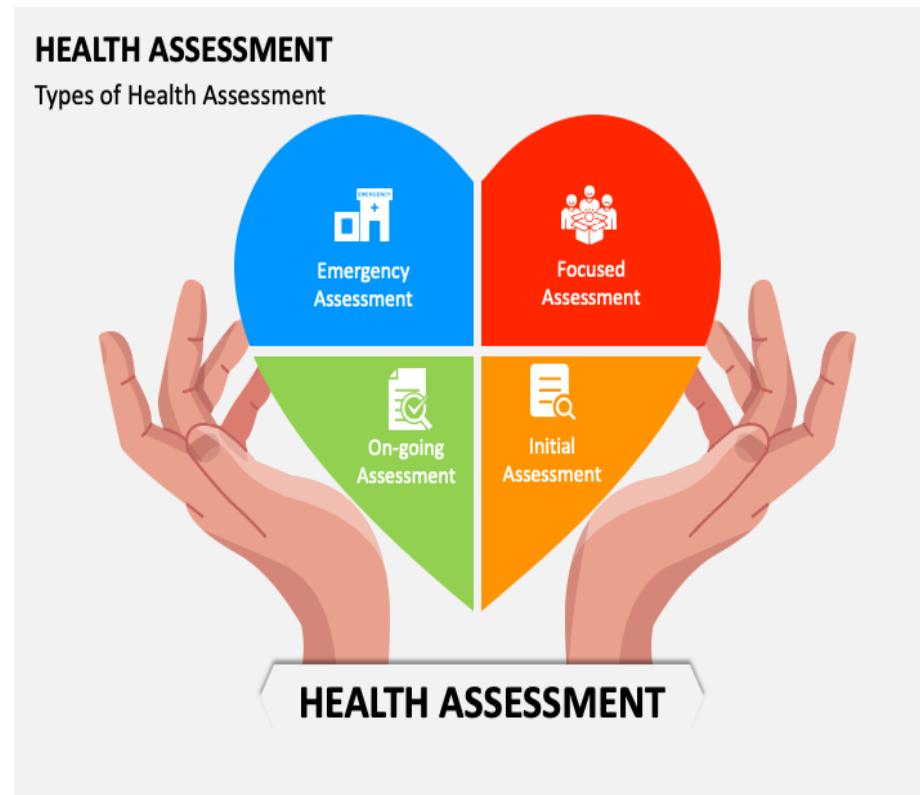 HEALTH ASSESSMENT
Types of Health Assessment
EMERGENCY
Emergency
Assessment
Focused
Assessment
On-going
Assessment
Initial
Assessment
HEALTH ASSESSMENT